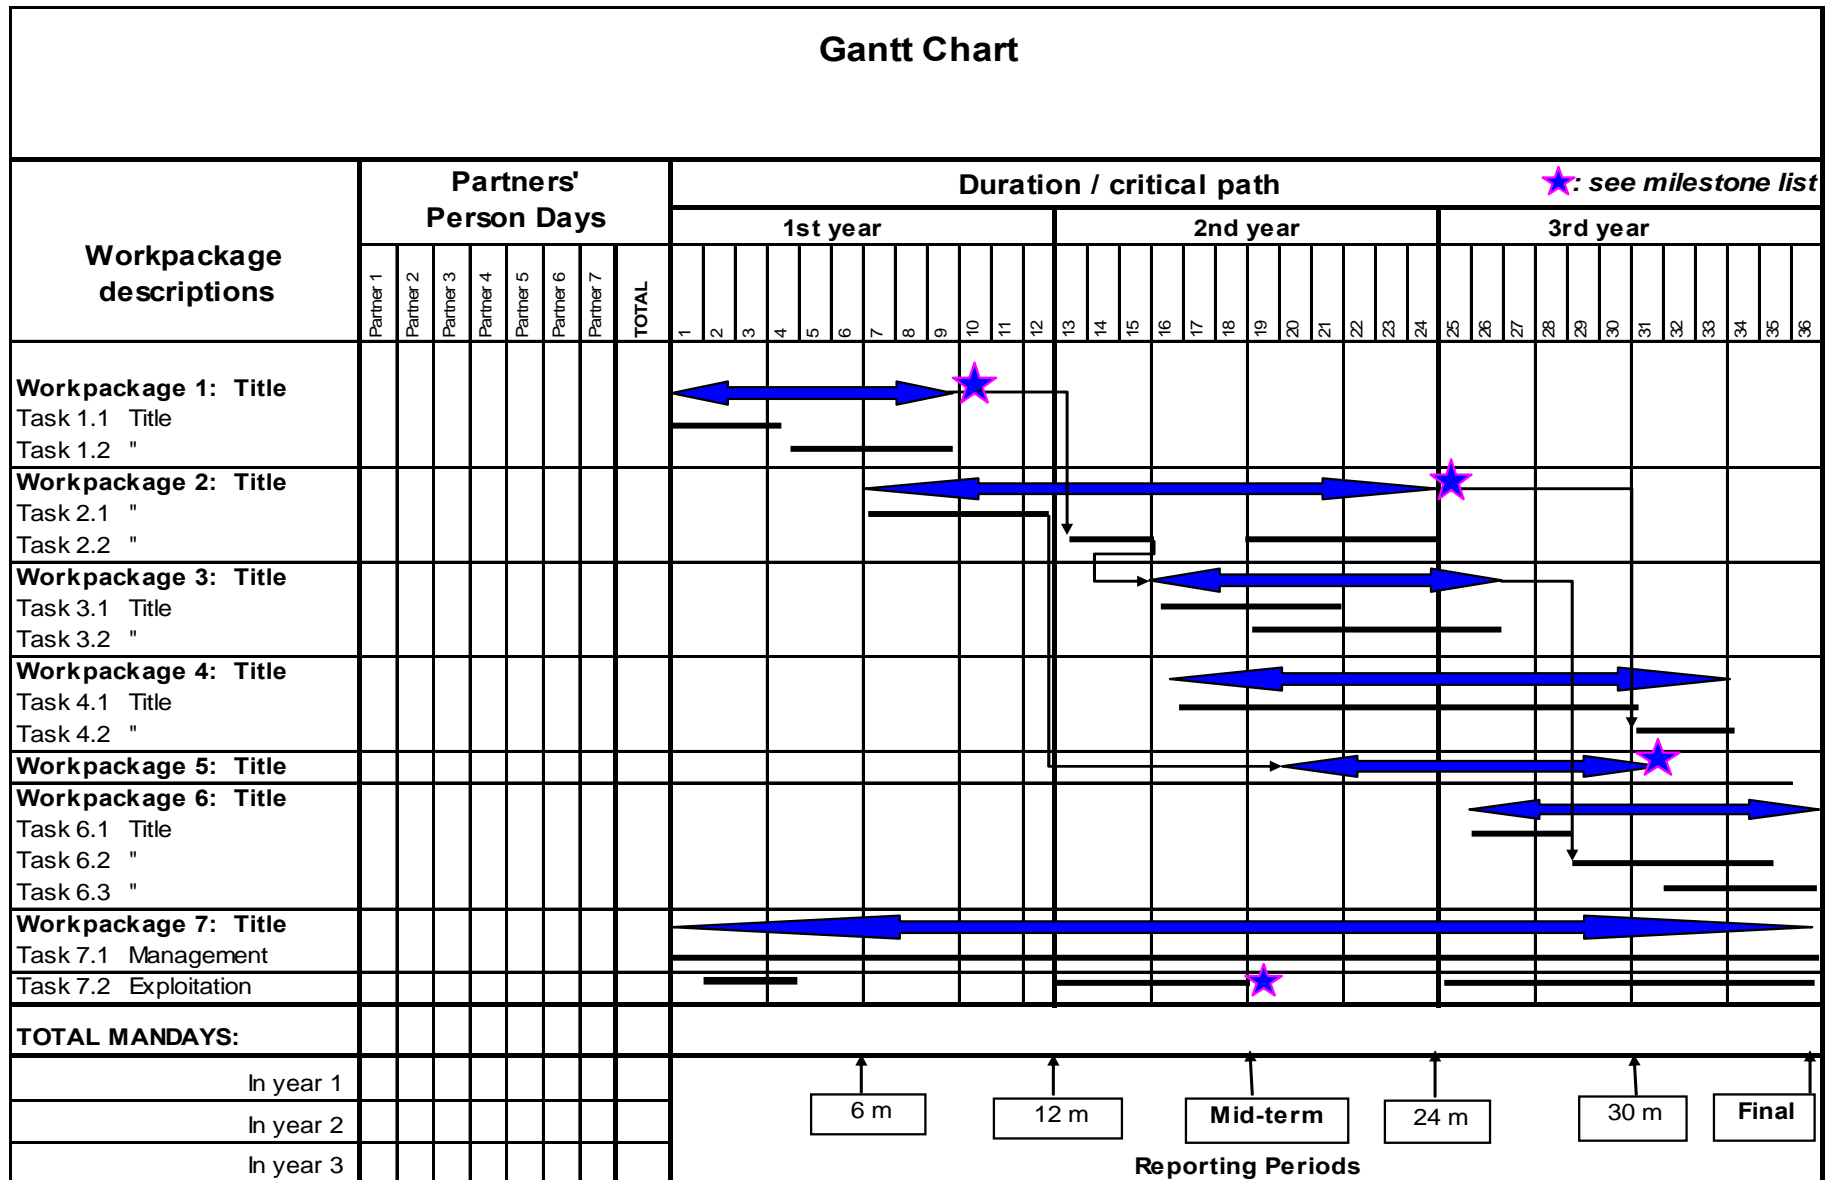 Gantt Chart
Workpackage
descriptions
Partners'
Person Days
Duration / critical path
: see milestone list
1st year
2nd year
3rd year
Partner 1
Partner 2
Partner 3
Partner 4
Partner 5
Partner 6
Partner 7
TOTAL
1 2 3 4 5 6 7 8 9 10 11 12 13 14 15 16 17 18 19 20 21 22 23 24 25 26 27 28 29 30 31 32 33 34 35 36
Workpackage 1: Title
Task 1.1 Title
Task 1.2 "
Workpackage 2: Title
Task 2.1 "
Task 2.2 "
Workpackage 3: Title
Task 3.1 Title
Task 3.2 "
Workpackage 4: Title
Task 4.1 Title
Task 4.2 "
Workpackage 5: Title
Workpackage 6: Title
Task 6.1 Title
Task 6.2 "
Task 6.3 "
Workpackage 7: Title
Task 7.1 Management
Task 7.2 Exploitation
TOTAL MANDAYS:
In year 1
In year 2
In year 3
6 m
12 m
Mid-term
24 m
30 m
Final
Reporting Periods